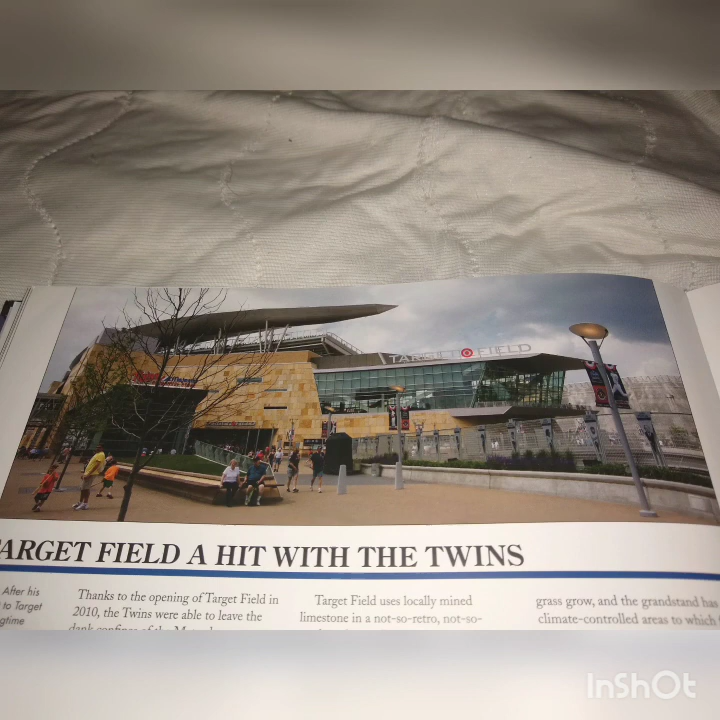 TARGET FIELD
TARGET FIELD A HIT WITH THE TWINS
After his
to Target
gtime
Thanks to the opening of Target Field in
2010, the Twins were able to leave the
Target Field uses locally mined
limestone in a not-so-retro, not-so-
grass grow, and the grandstand has
climate-controlled areas to which
InShOt